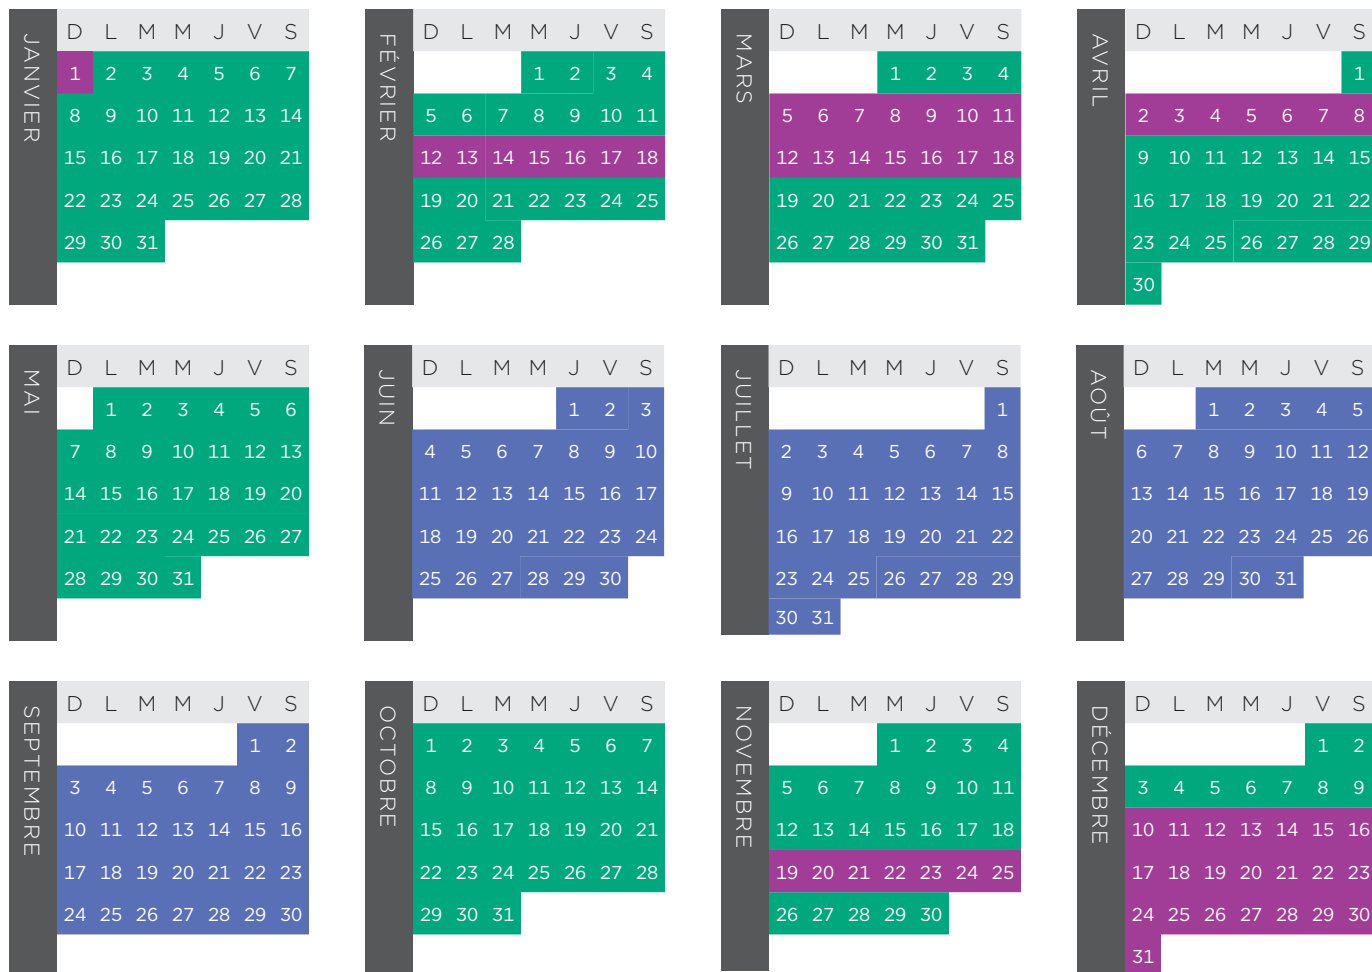 JANVIER
D L M M J V S
1 2 3 4 5 6 7
8 9 10 11 12 13 14
15 16 17 18 19 20 21
22 23 24 25 26 27 28
29 30 31
FÉVRIER
D L M M J V S
1 2 3 4
5 6 7 8 9 10 11
12 13 14 15 16 17 18
19 20 21 22 23 24 25
26 27 28
MARS
D L M M J V S
1 2 3 4
5 6 7 8 9 10 11
12 13 14 15 16 17 18
19 20 21 22 23 24 25
26 27 28 29 30 31
AVRIL
D L M M J V S
1
2 3 4 5 6 7 8
9 10 11 12 13 14 15
16 17 18 19 20 21 22
23 24 25 26 27 28 29
30
MAI
D L M M J V S
1 2 3 4 5 6
7 8 9 10 11 12 13
14 15 16 17 18 19 20
21 22 23 24 25 26 27
28 29 30 31
JUIN
D L M M J V S
1 2 3
4 5 6 7 8 9 10
11 12 13 14 15 16 17
18 19 20 21 22 23 24
25 26 27 28 29 30
JUILLET
D L M M J V S
1
2 3 4 5 6 7 8
9 10 11 12 13 14 15
16 17 18 19 20 21 22
23 24 25 26 27 28 29
30 31
AOÛT
D L M M J V S
1 2 3 4 5
6 7 8 9 10 11 12
13 14 15 16 17 18 19
20 21 22 23 24 25 26
27 28 29 30 31
SEPTEMBRE
D L M M J V S
1 2
3 4 5 6 7 8 9
10 11 12 13 14 15 16
17 18 19 20 21 22 23
24 25 26 27 28 29 30
OCTOBRE
D L M M J V S
1 2 3 4 5 6 7
8 9 10 11 12 13 14
15 16 17 18 19 20 21
22 23 24 25 26 27 28
29 30 31
NOVEMBRE
D L M M J V S
1 2 3 4
5 6 7 8 9 10 11
12 13 14 15 16 17 18
19 20 21 22 23 24 25
26 27 28 29 30
DÉCEMBRE
D L M M J V S
1 2
3 4 5 6 7 8 9
10 11 12 13 14 15 16
17 18 19 20 21 22 23
24 25 26 27 28 29 30
31